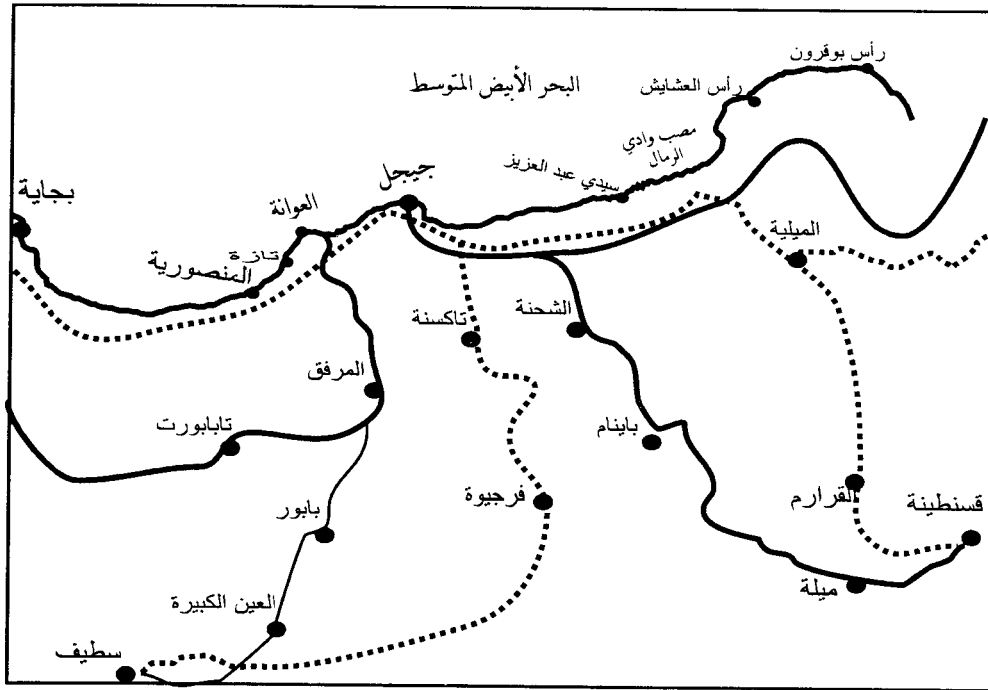 رأس بوقرون
البحر الأبيض المتوسط
رأس العشايش
مصب وادي
الرمال
سيدي عبد العزيز
جيجل
بجاية
العوانة
الميلية
تازة
المنصورية
الشحنة
تاكسنة
المرفق
باينام
تابابورت
القرارم
فرجيوة
قسنطينة
بابور
ميلة
العين الكبيرة
سطيف